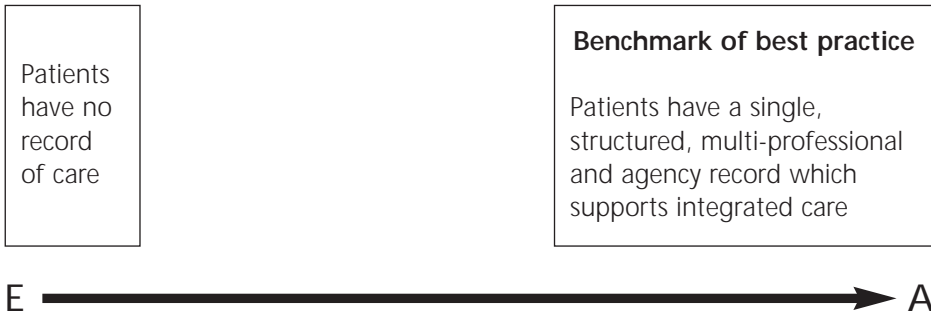 Patients
have no
record
of care
Benchmark of best practice
Patients have a single,
structured, multi-professional
and agency record which
supports integrated care
E
A